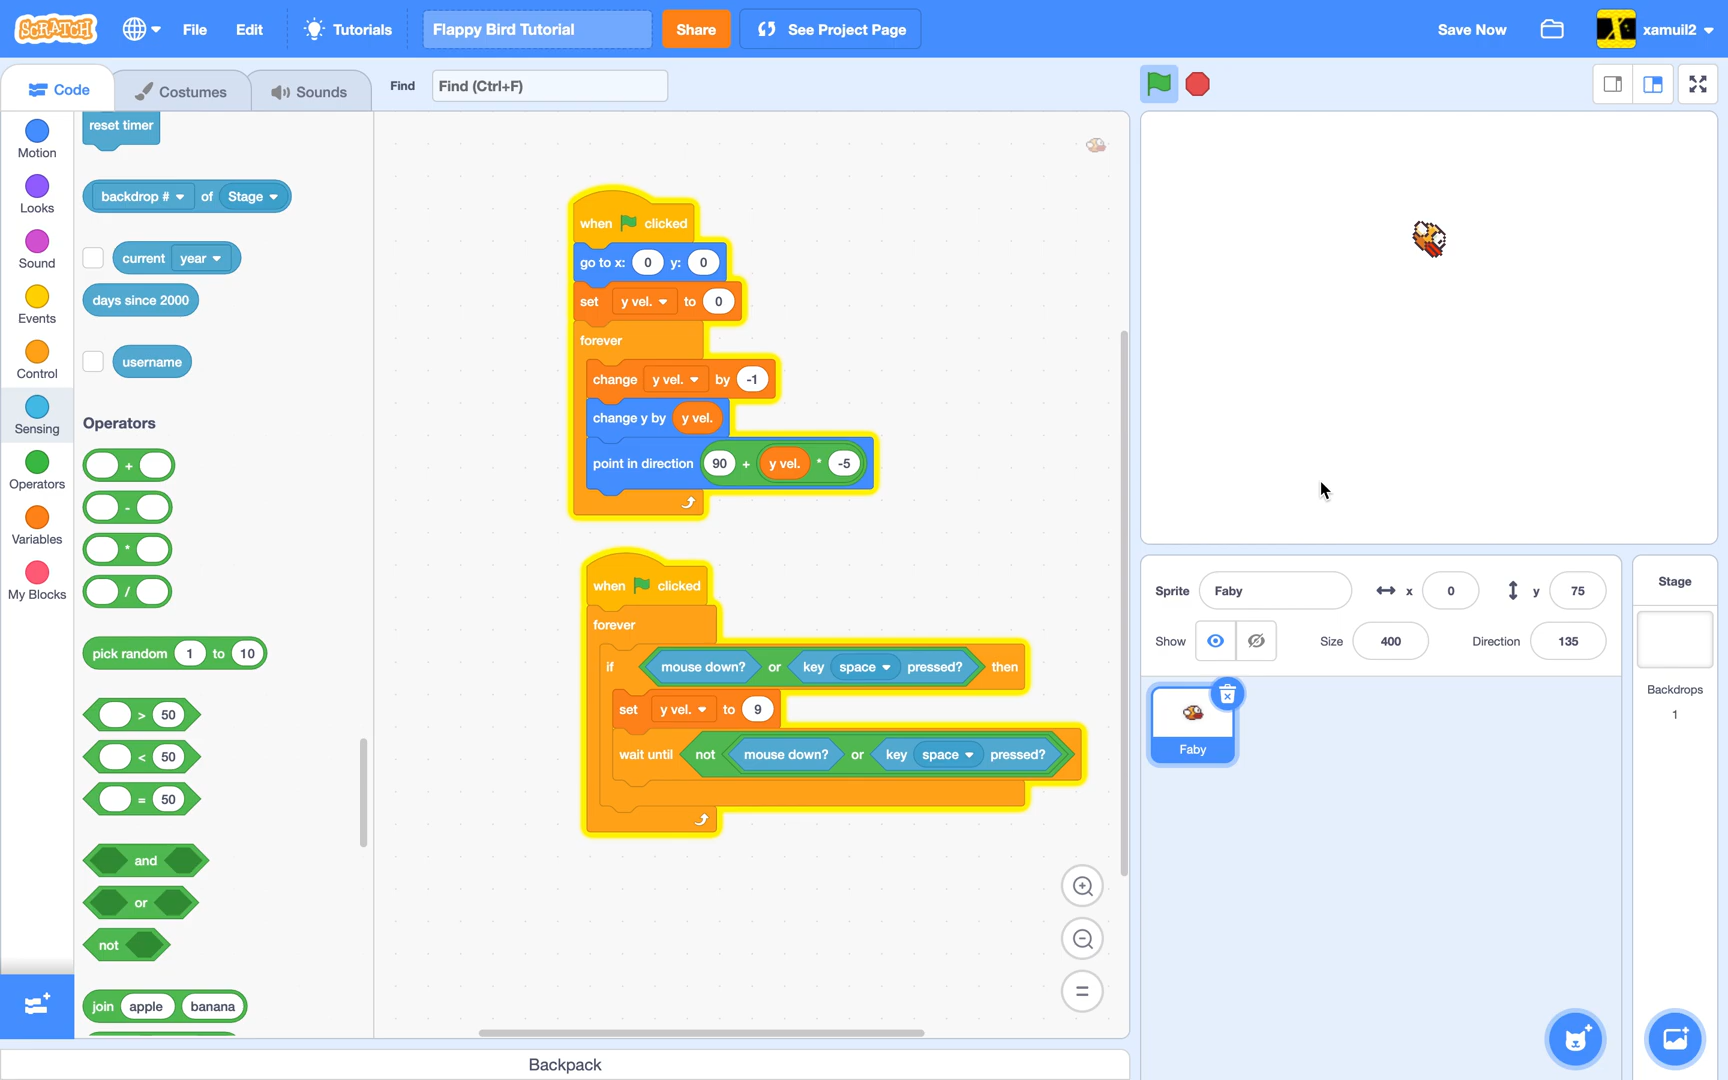 SCRATCH File Edit Tutorials Flappy Bird Tutorial Share See Project Page Save Now xamuil2
Code Costumes Sounds Find Find (Ctrl+F)
Motion
Looks
Sound
Events
Control
Sensing
Operators
Variables
My Blocks
reset timer
backdrop # of Stage
current year
days since 2000
username
Operators
+
-
*
/
pick random 1 to 10
> 50
< 50
= 50
and
or
not
join apple banana
when clicked
go to x: 0 y: 0
set y vel. to 0
forever
change y vel. by -1
change y by y vel.
point in direction 90 + y vel. * -5
when clicked
forever
if mouse down? or key space pressed? then
set y vel. to 9
wait until not mouse down? or key space pressed?
=
Backpack
Sprite Faby x 0 y 75
Show Size 400 Direction 135
Faby
Stage
Backdrops
1